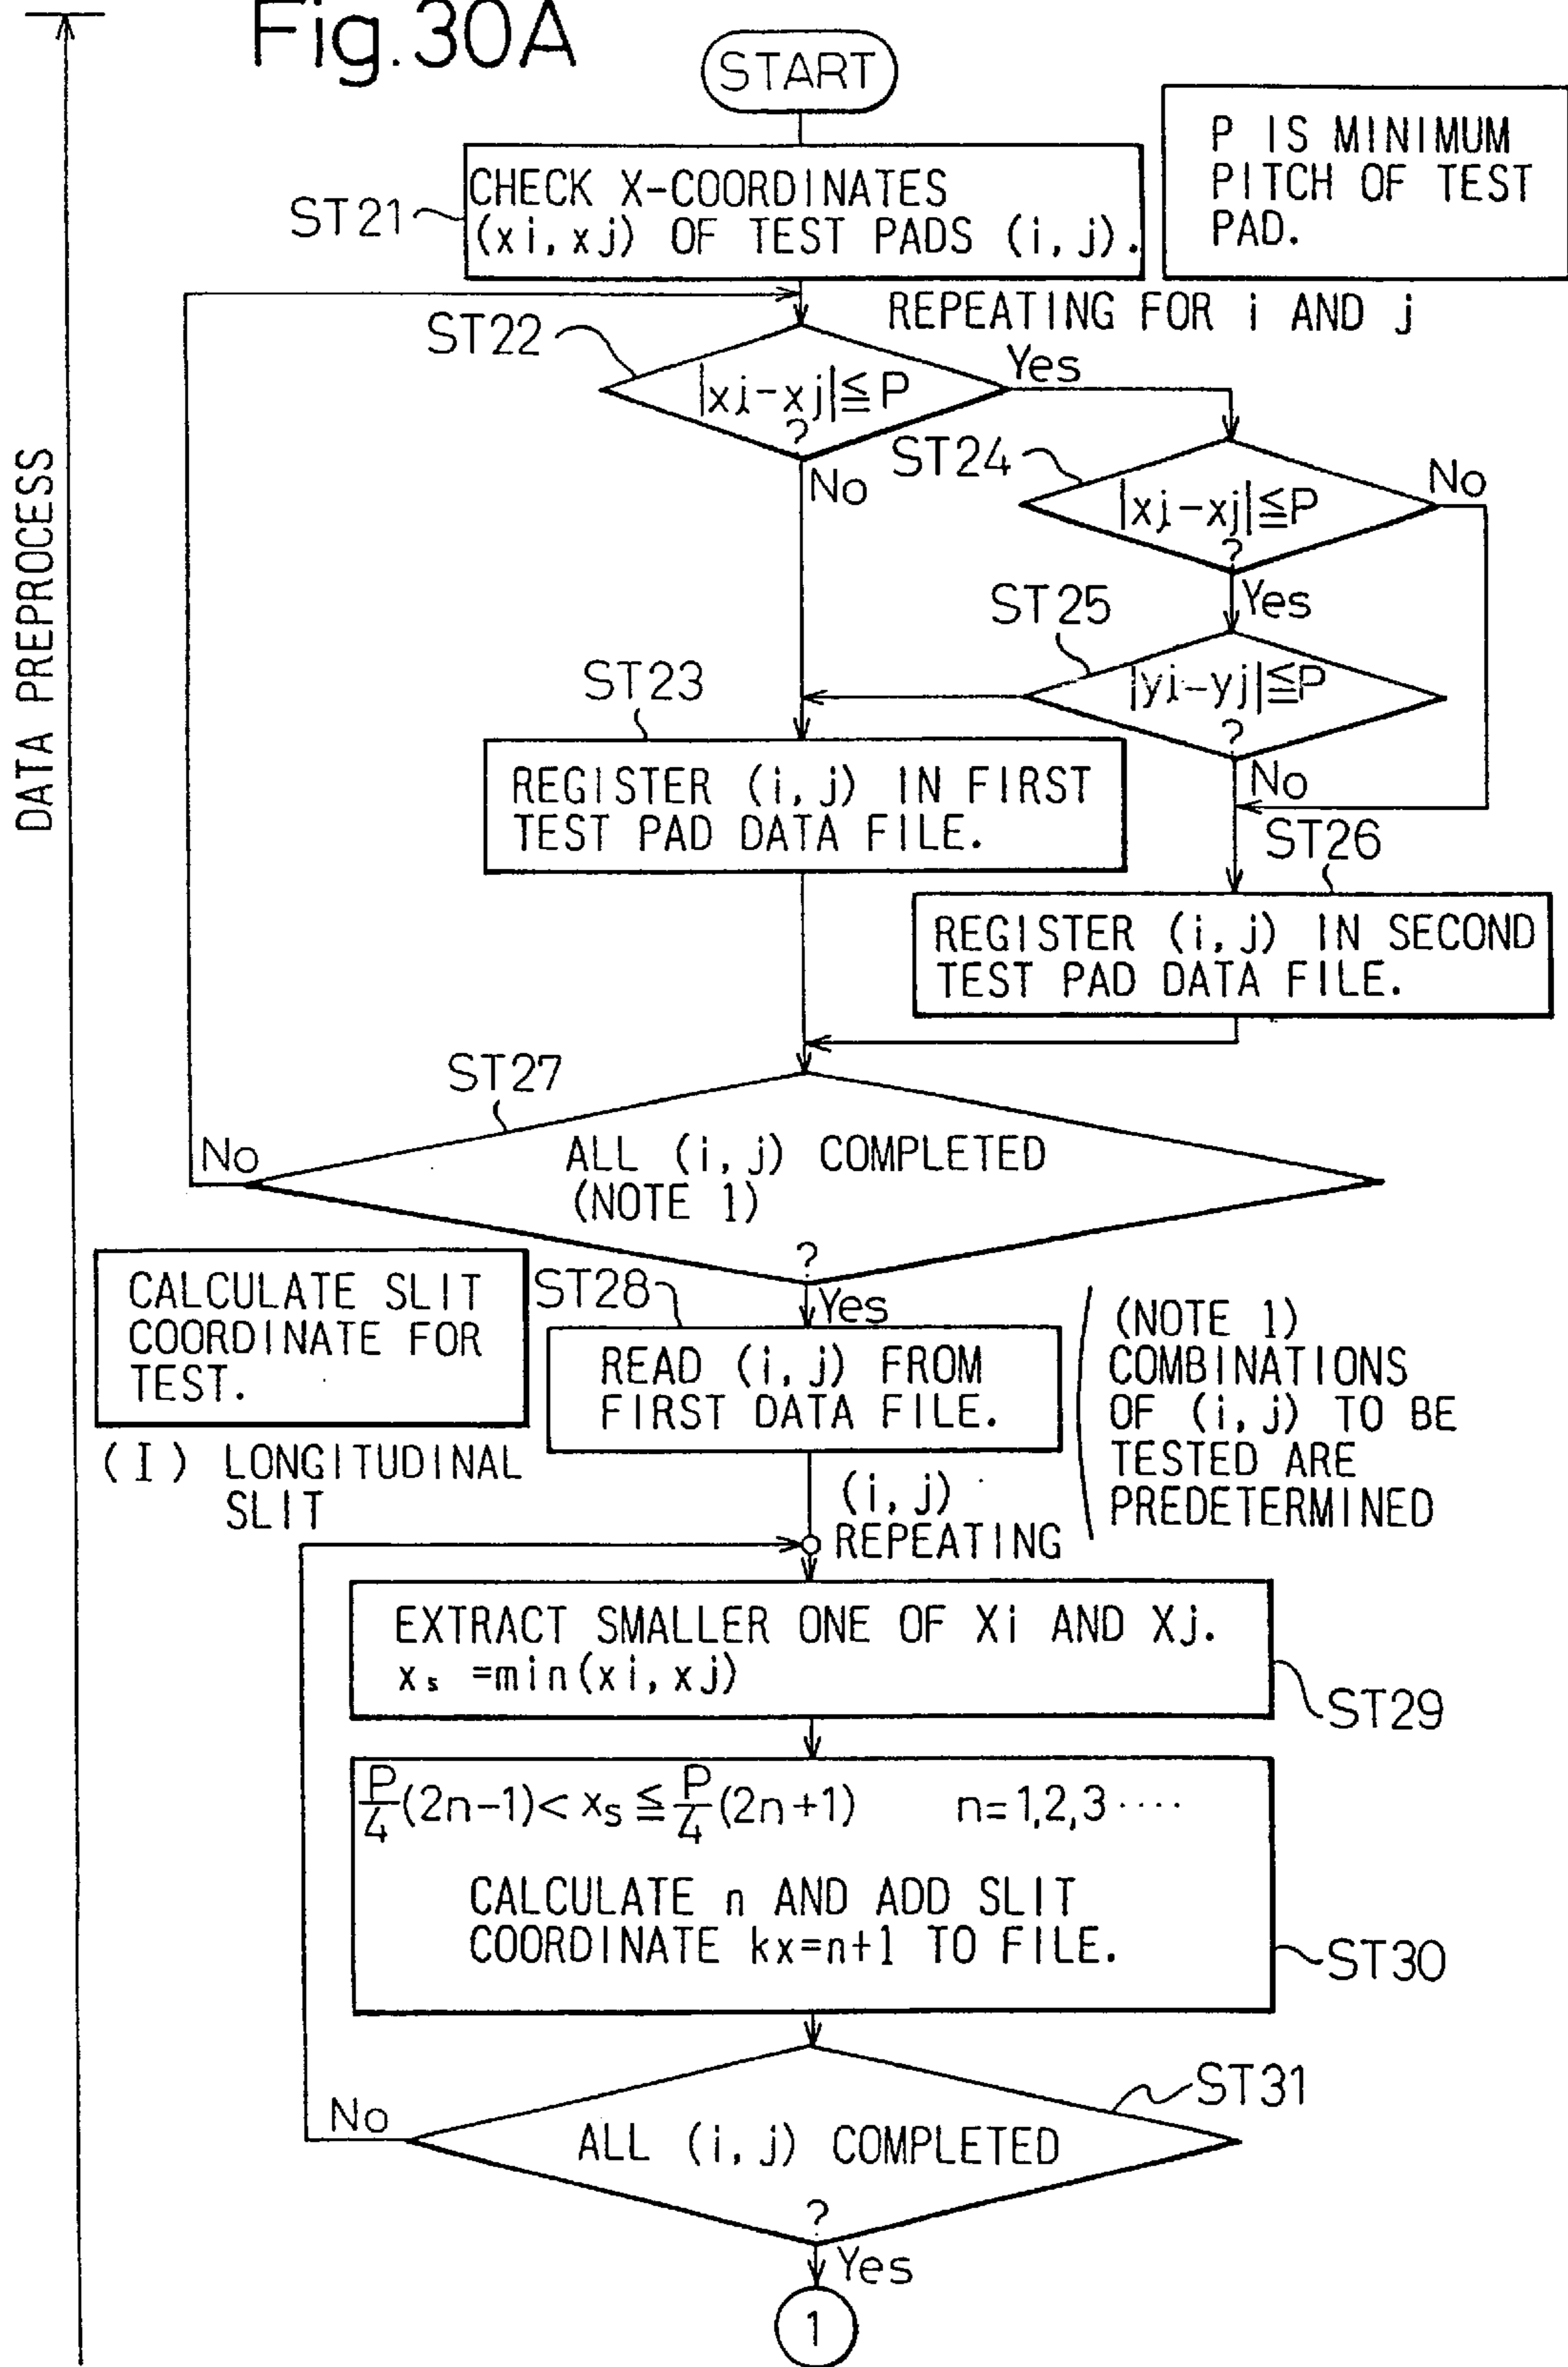 Fig.30A
START
P IS MINIMUM
PITCH OF TEST
PAD.
ST21
CHECK X-COORDINATES
(xi, xj) OF TEST PADS (i, j).
REPEATING FOR i AND j
ST22
|xi-xj|≦P
?
Yes
No
ST24
|xj-xj|≦P
?
No
Yes
ST25
|yi-yj|≦P
?
No
ST23
REGISTER (i, j) IN FIRST
TEST PAD DATA FILE.
ST26
REGISTER (i, j) IN SECOND
TEST PAD DATA FILE.
DATA PREPROCESS
ST27
No
ALL (i, j) COMPLETED
(NOTE 1)
?
Yes
CALCULATE SLIT
COORDINATE FOR
TEST.
(I) LONGITUDINAL
SLIT
ST28
READ (i, j) FROM
FIRST DATA FILE.
(NOTE 1)
COMBINATIONS
OF (i, j) TO BE
TESTED ARE
PREDETERMINED
(i, j)
REPEATING
EXTRACT SMALLER ONE OF Xi AND Xj.
xs =min(xi, xj)
ST29
P/4(2n-1)< xs ≦P/4(2n+1) n=1,2,3 ····
CALCULATE n AND ADD SLIT
COORDINATE kx=n+1 TO FILE.
ST30
ST31
No
ALL (i, j) COMPLETED
?
Yes
1